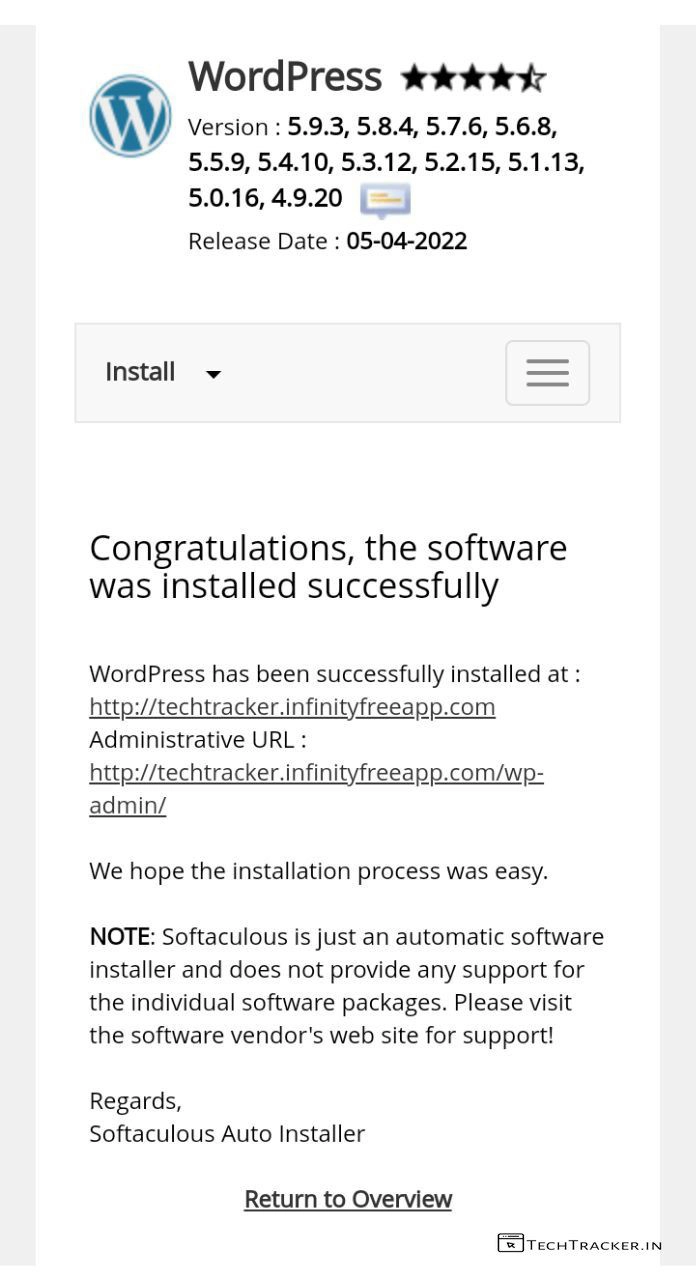 WordPress
Version : 5.9.3, 5.8.4, 5.7.6, 5.6.8,
5.5.9, 5.4.10, 5.3.12, 5.2.15, 5.1.13,
5.0.16, 4.9.20
Release Date : 05-04-2022
Install
Congratulations, the software
was installed successfully
WordPress has been successfully installed at :
http://techtracker.infinityfreeapp.com
Administrative URL :
http://techtracker.infinityfreeapp.com/wp-
admin/
We hope the installation process was easy.
NOTE: Softaculous is just an automatic software
installer and does not provide any support for
the individual software packages. Please visit
the software vendor's web site for support!
Regards,
Softaculous Auto Installer
Return to Overview
TECHTRACKER.IN